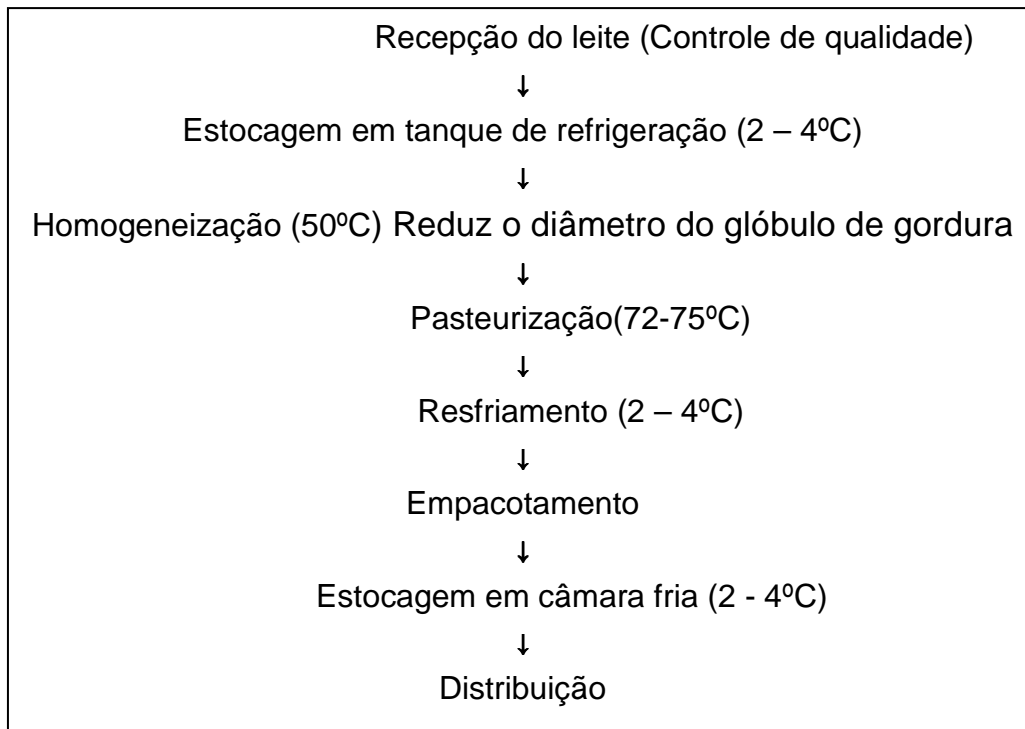 Recepção do leite (Controle de qualidade)
↓
Estocagem em tanque de refrigeração (2 – 4ºC)
↓
Homogeneização (50ºC) Reduz o diâmetro do glóbulo de gordura
↓
Pasteurização(72-75ºC)
↓
Resfriamento (2 – 4ºC)
↓
Empacotamento
↓
Estocagem em câmara fria (2 - 4ºC)
↓
Distribuição